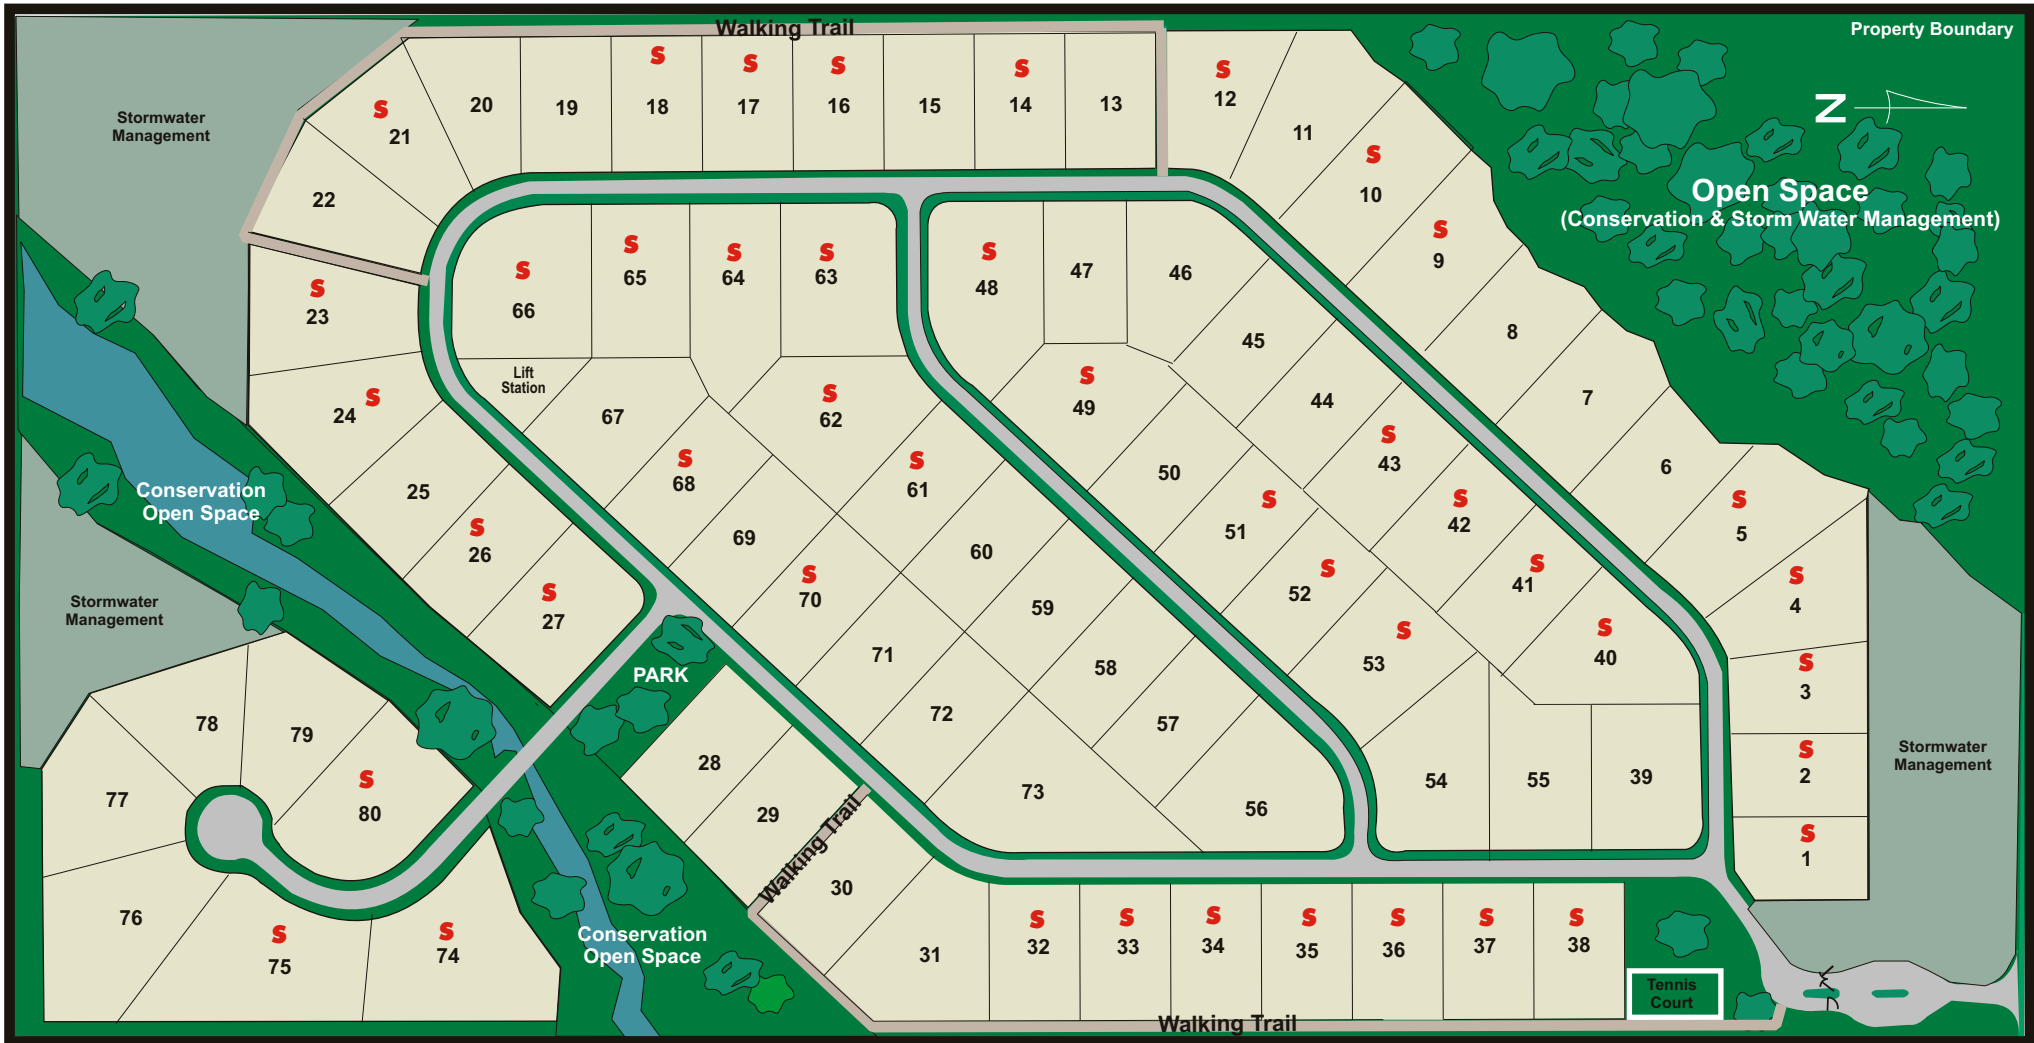 Walking Trail
Property Boundary
Stormwater
Management
S
21
20
19
S
18
S
17
S
16
15
S
14
13
S
12
11
S
10
N
Open Space
(Conservation & Storm Water Management)
22
S
9
S
23
S
66
S
65
S
64
S
63
S
48
47
46
8
45
7
Lift
Station
S
24
67
S
62
S
49
44
S
43
6
25
S
68
S
61
50
S
51
S
42
S
5
Conservation
Open Space
S
26
69
60
S
52
S
41
S
4
Stormwater
Management
S
27
S
70
59
S
53
S
40
S
3
PARK
71
58
78
79
72
57
28
S
2
Stormwater
Management
77
S
80
29
73
56
54
55
39
S
1
Walking Trail
30
76
S
75
S
74
Conservation
Open Space
31
S
32
S
33
S
34
S
35
S
36
S
37
S
38
Tennis
Court
Walking Trail